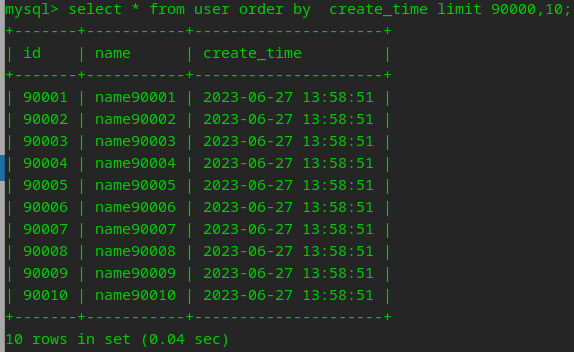 mysql> select * from user order by  create_time limit 90000,10;
+-------+-----------+---------------------+
| id    | name      | create_time         |
+-------+-----------+---------------------+
| 90001 | name90001 | 2023-06-27 13:58:51 |
| 90002 | name90002 | 2023-06-27 13:58:51 |
| 90003 | name90003 | 2023-06-27 13:58:51 |
| 90004 | name90004 | 2023-06-27 13:58:51 |
| 90005 | name90005 | 2023-06-27 13:58:51 |
| 90006 | name90006 | 2023-06-27 13:58:51 |
| 90007 | name90007 | 2023-06-27 13:58:51 |
| 90008 | name90008 | 2023-06-27 13:58:51 |
| 90009 | name90009 | 2023-06-27 13:58:51 |
| 90010 | name90010 | 2023-06-27 13:58:51 |
+-------+-----------+---------------------+
10 rows in set (0.04 sec)